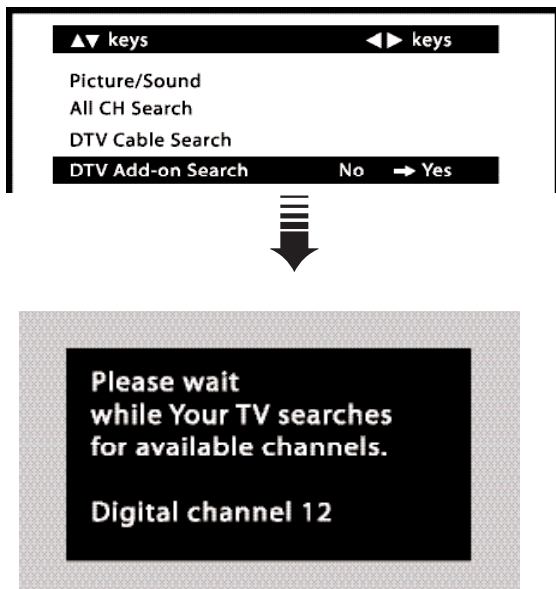 ▲▼ keys ◀▶ keys
Picture/Sound
All CH Search
DTV Cable Search
DTV Add-on Search No ➡ Yes
Please wait
while Your TV searches
for available channels.
Digital channel 12